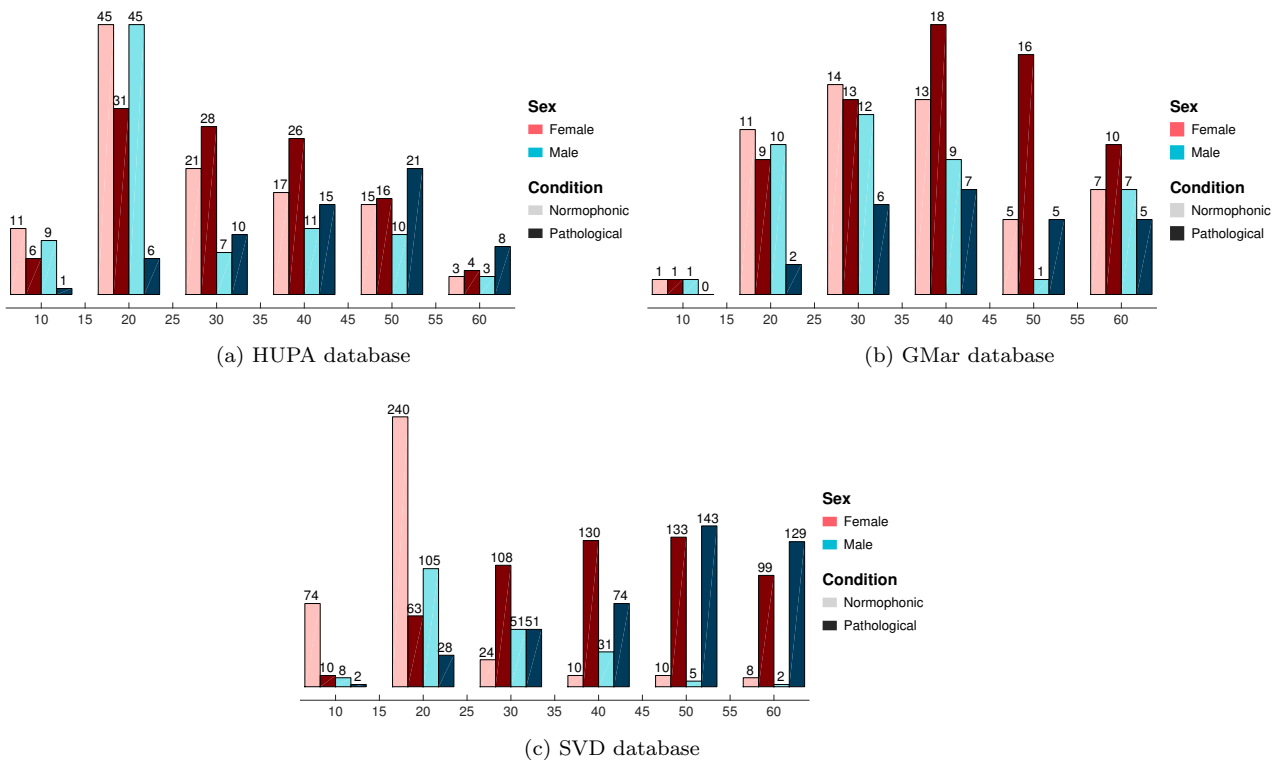 45 45
31
28
26
21 21
17
15 15 16
11 11
9 10 10
6 6 7 8
1 3 4 3
10 15 20 25 30 35 40 45 50 55 60
Sex
Female
Male
Condition
Normophonic
Pathological
(a) HUPA database
18
16
14
13 12 13
11 9 10 9 10
6 7 7 7
5 5 5
1 1 1 0 2 1
10 15 20 25 30 35 40 45 50 55 60
Sex
Female
Male
Condition
Normophonic
Pathological
(b) GMar database
240
143
130 133 129
105 108 99
74 63 74
51 51
24 28 31
10 8 2 10 10 5 8 2
10 15 20 25 30 35 40 45 50 55 60
Sex
Female
Male
Condition
Normophonic
Pathological
(c) SVD database